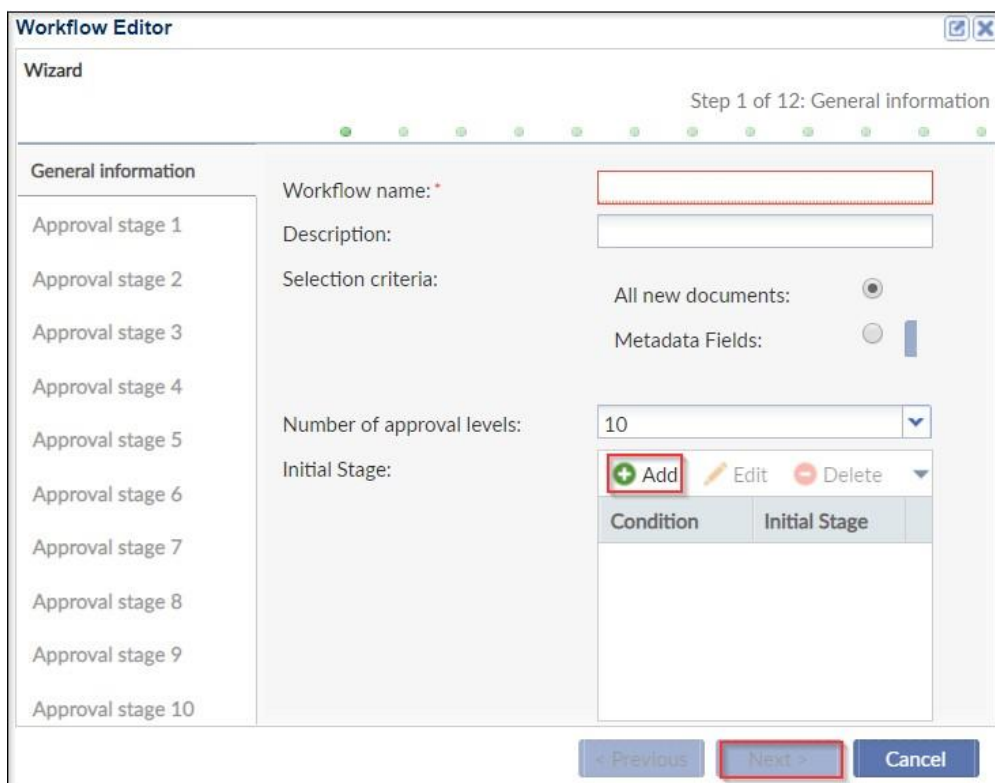 Workflow Editor
Wizard
Step 1 of 12: General information
General information
Approval stage 1
Approval stage 2
Approval stage 3
Approval stage 4
Approval stage 5
Approval stage 6
Approval stage 7
Approval stage 8
Approval stage 9
Approval stage 10
Workflow name:*
Description:
Selection criteria:
All new documents:
Metadata Fields:
Number of approval levels: 10
Initial Stage:
Add Edit Delete
Condition Initial Stage
< Previous Next > Cancel